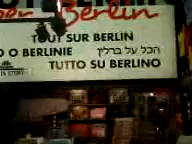 Berlin
TOUT SUR BERLIN
O BERLINIE
הכל על ברלין
TUTTO SU BERLINO